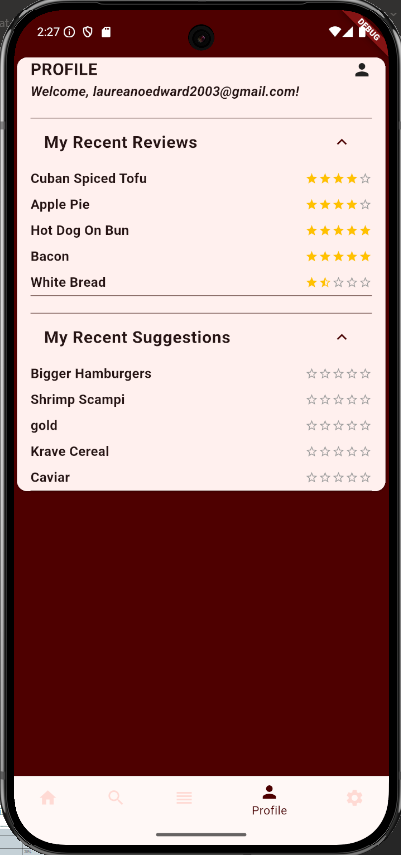 2:27
DEBUG
PROFILE
Welcome, laureanoedward2003@gmail.com!
My Recent Reviews
Cuban Spiced Tofu
Apple Pie
Hot Dog On Bun
Bacon
White Bread
My Recent Suggestions
Bigger Hamburgers
Shrimp Scampi
gold
Krave Cereal
Caviar
Profile